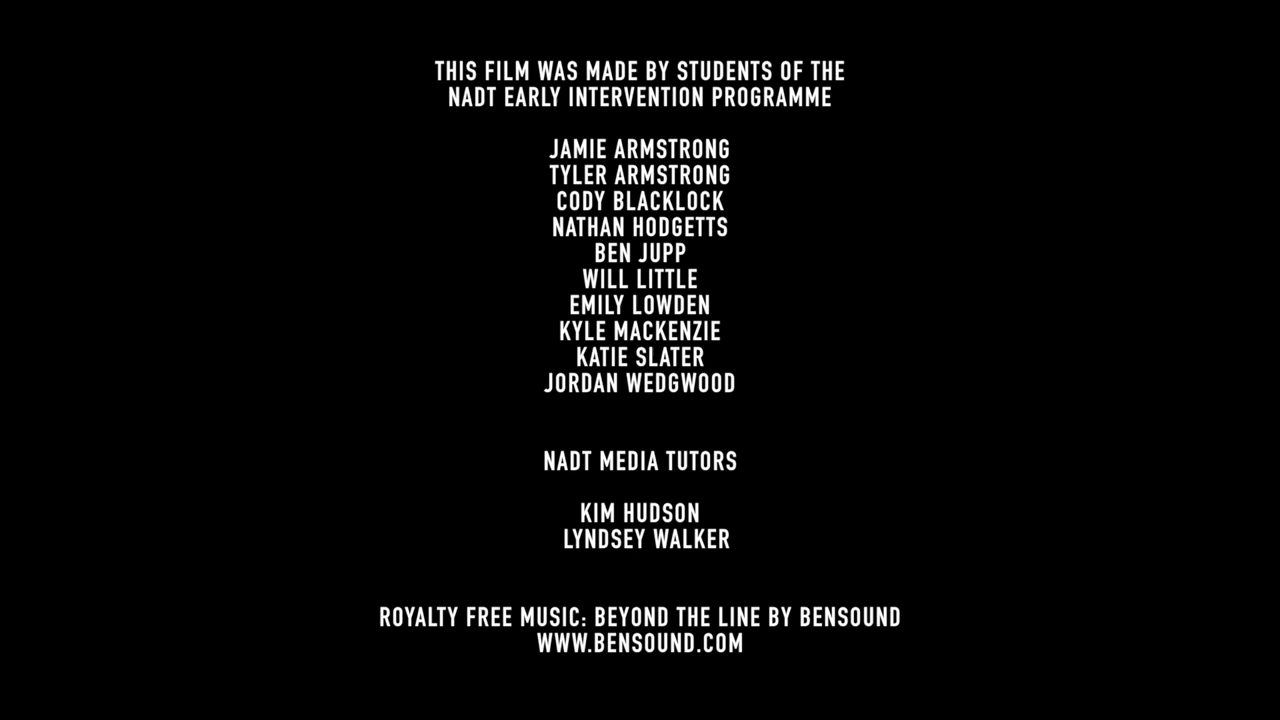 THIS FILM WAS MADE BY STUDENTS OF THE
NADT EARLY INTERVENTION PROGRAMME
JAMIE ARMSTRONG
TYLER ARMSTRONG
CODY BLACKLOCK
NATHAN HODGETTS
BEN JUPP
WILL LITTLE
EMILY LOWDEN
KYLE MACKENZIE
KATIE SLATER
JORDAN WEDGWOOD
NADT MEDIA TUTORS
KIM HUDSON
LYNDSEY WALKER
ROYALTY FREE MUSIC: BEYOND THE LINE BY BENSOUND
WWW.BENSOUND.COM